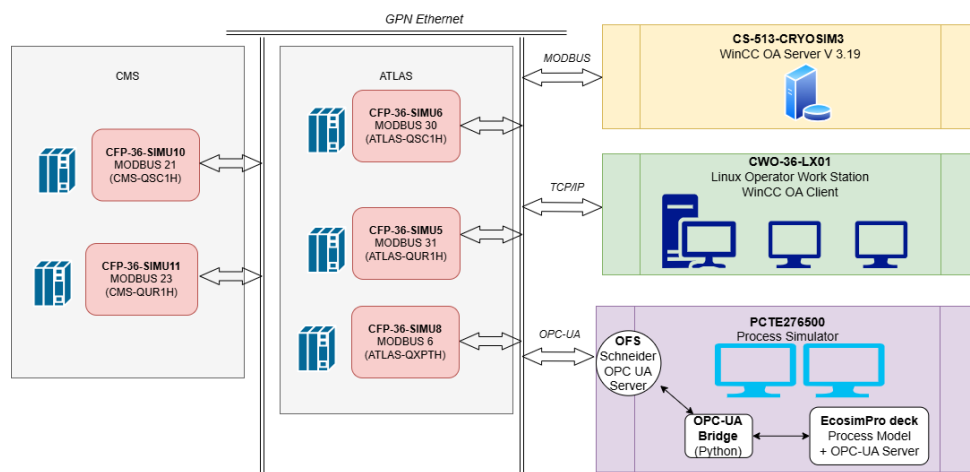 GPN Ethernet
CMS
CFP-36-SIMU10
MODBUS 21
(CMS-QSC1H)
CFP-36-SIMU11
MODBUS 23
(CMS-QUR1H)
ATLAS
CFP-36-SIMU6
MODBUS 30
(ATLAS-QSC1H)
CFP-36-SIMU5
MODBUS 31
(ATLAS-QUR1H)
CFP-36-SIMU8
MODBUS 6
(ATLAS-QXPTH)
MODBUS
CS-513-CRYOSIM3
WinCC OA Server V 3.19
TCP/IP
CWO-36-LX01
Linux Operator Work Station
WinCC OA Client
OPC-UA
PCTE276500
Process Simulator
OFS
Schneider
OPC UA
Server
OPC-UA
Bridge
(Python)
EcosimPro deck
Process Model
+ OPC-UA Server